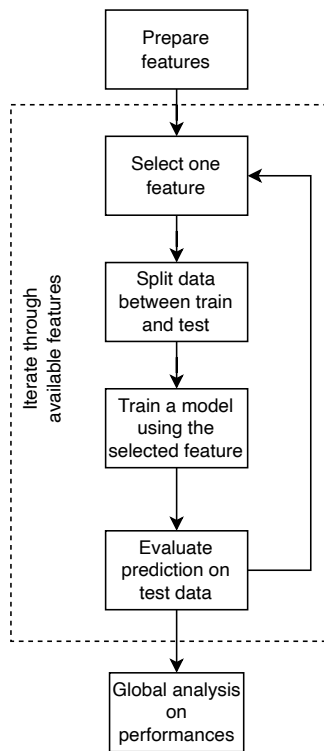 Prepare
features
Select one
feature
Split data
between train
and test
Iterate through
available features
Train a model
using the
selected feature
Evaluate
prediction on
test data
Global analysis
on
performances